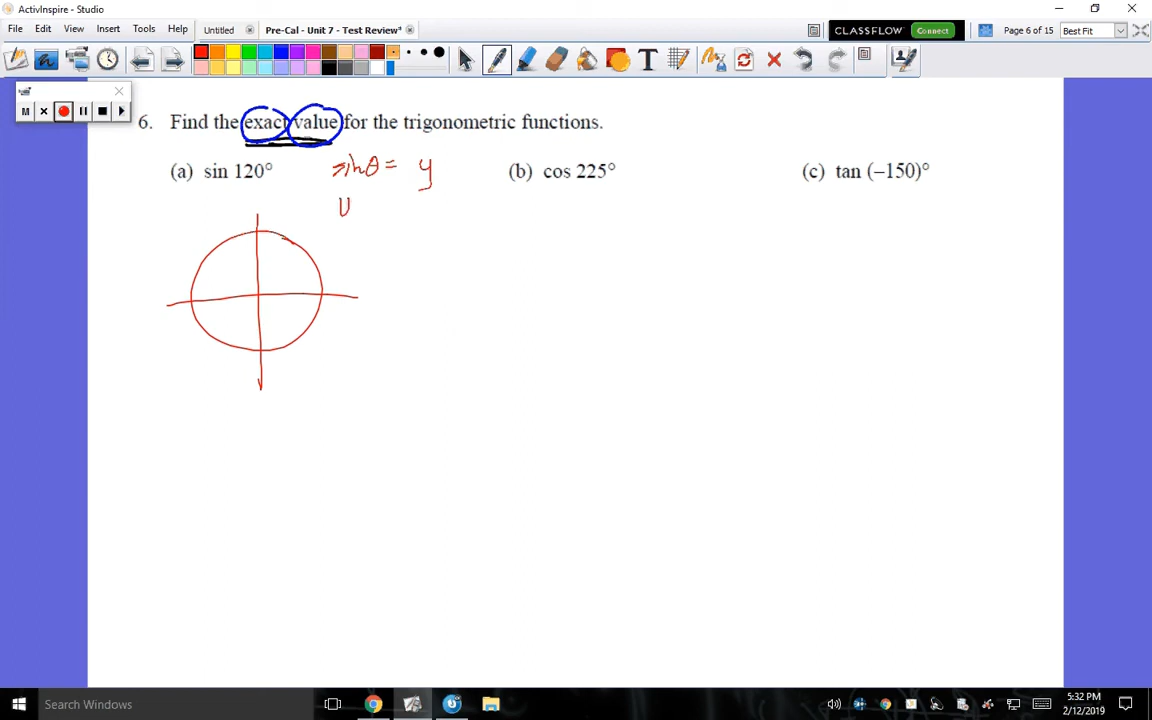 ActivInspire - Studio
File Edit View Insert Tools Help Untitled Pre-Cal - Unit 7 - Test Review* CLASSFLOW Connect Page 6 of 15 Best Fit
M
6. Find the exact value for the trigonometric functions.
(a) sin 120° sinθ = y (b) cos 225° (c) tan (–150)°
U
Search Windows
5:32 PM
2/12/2019